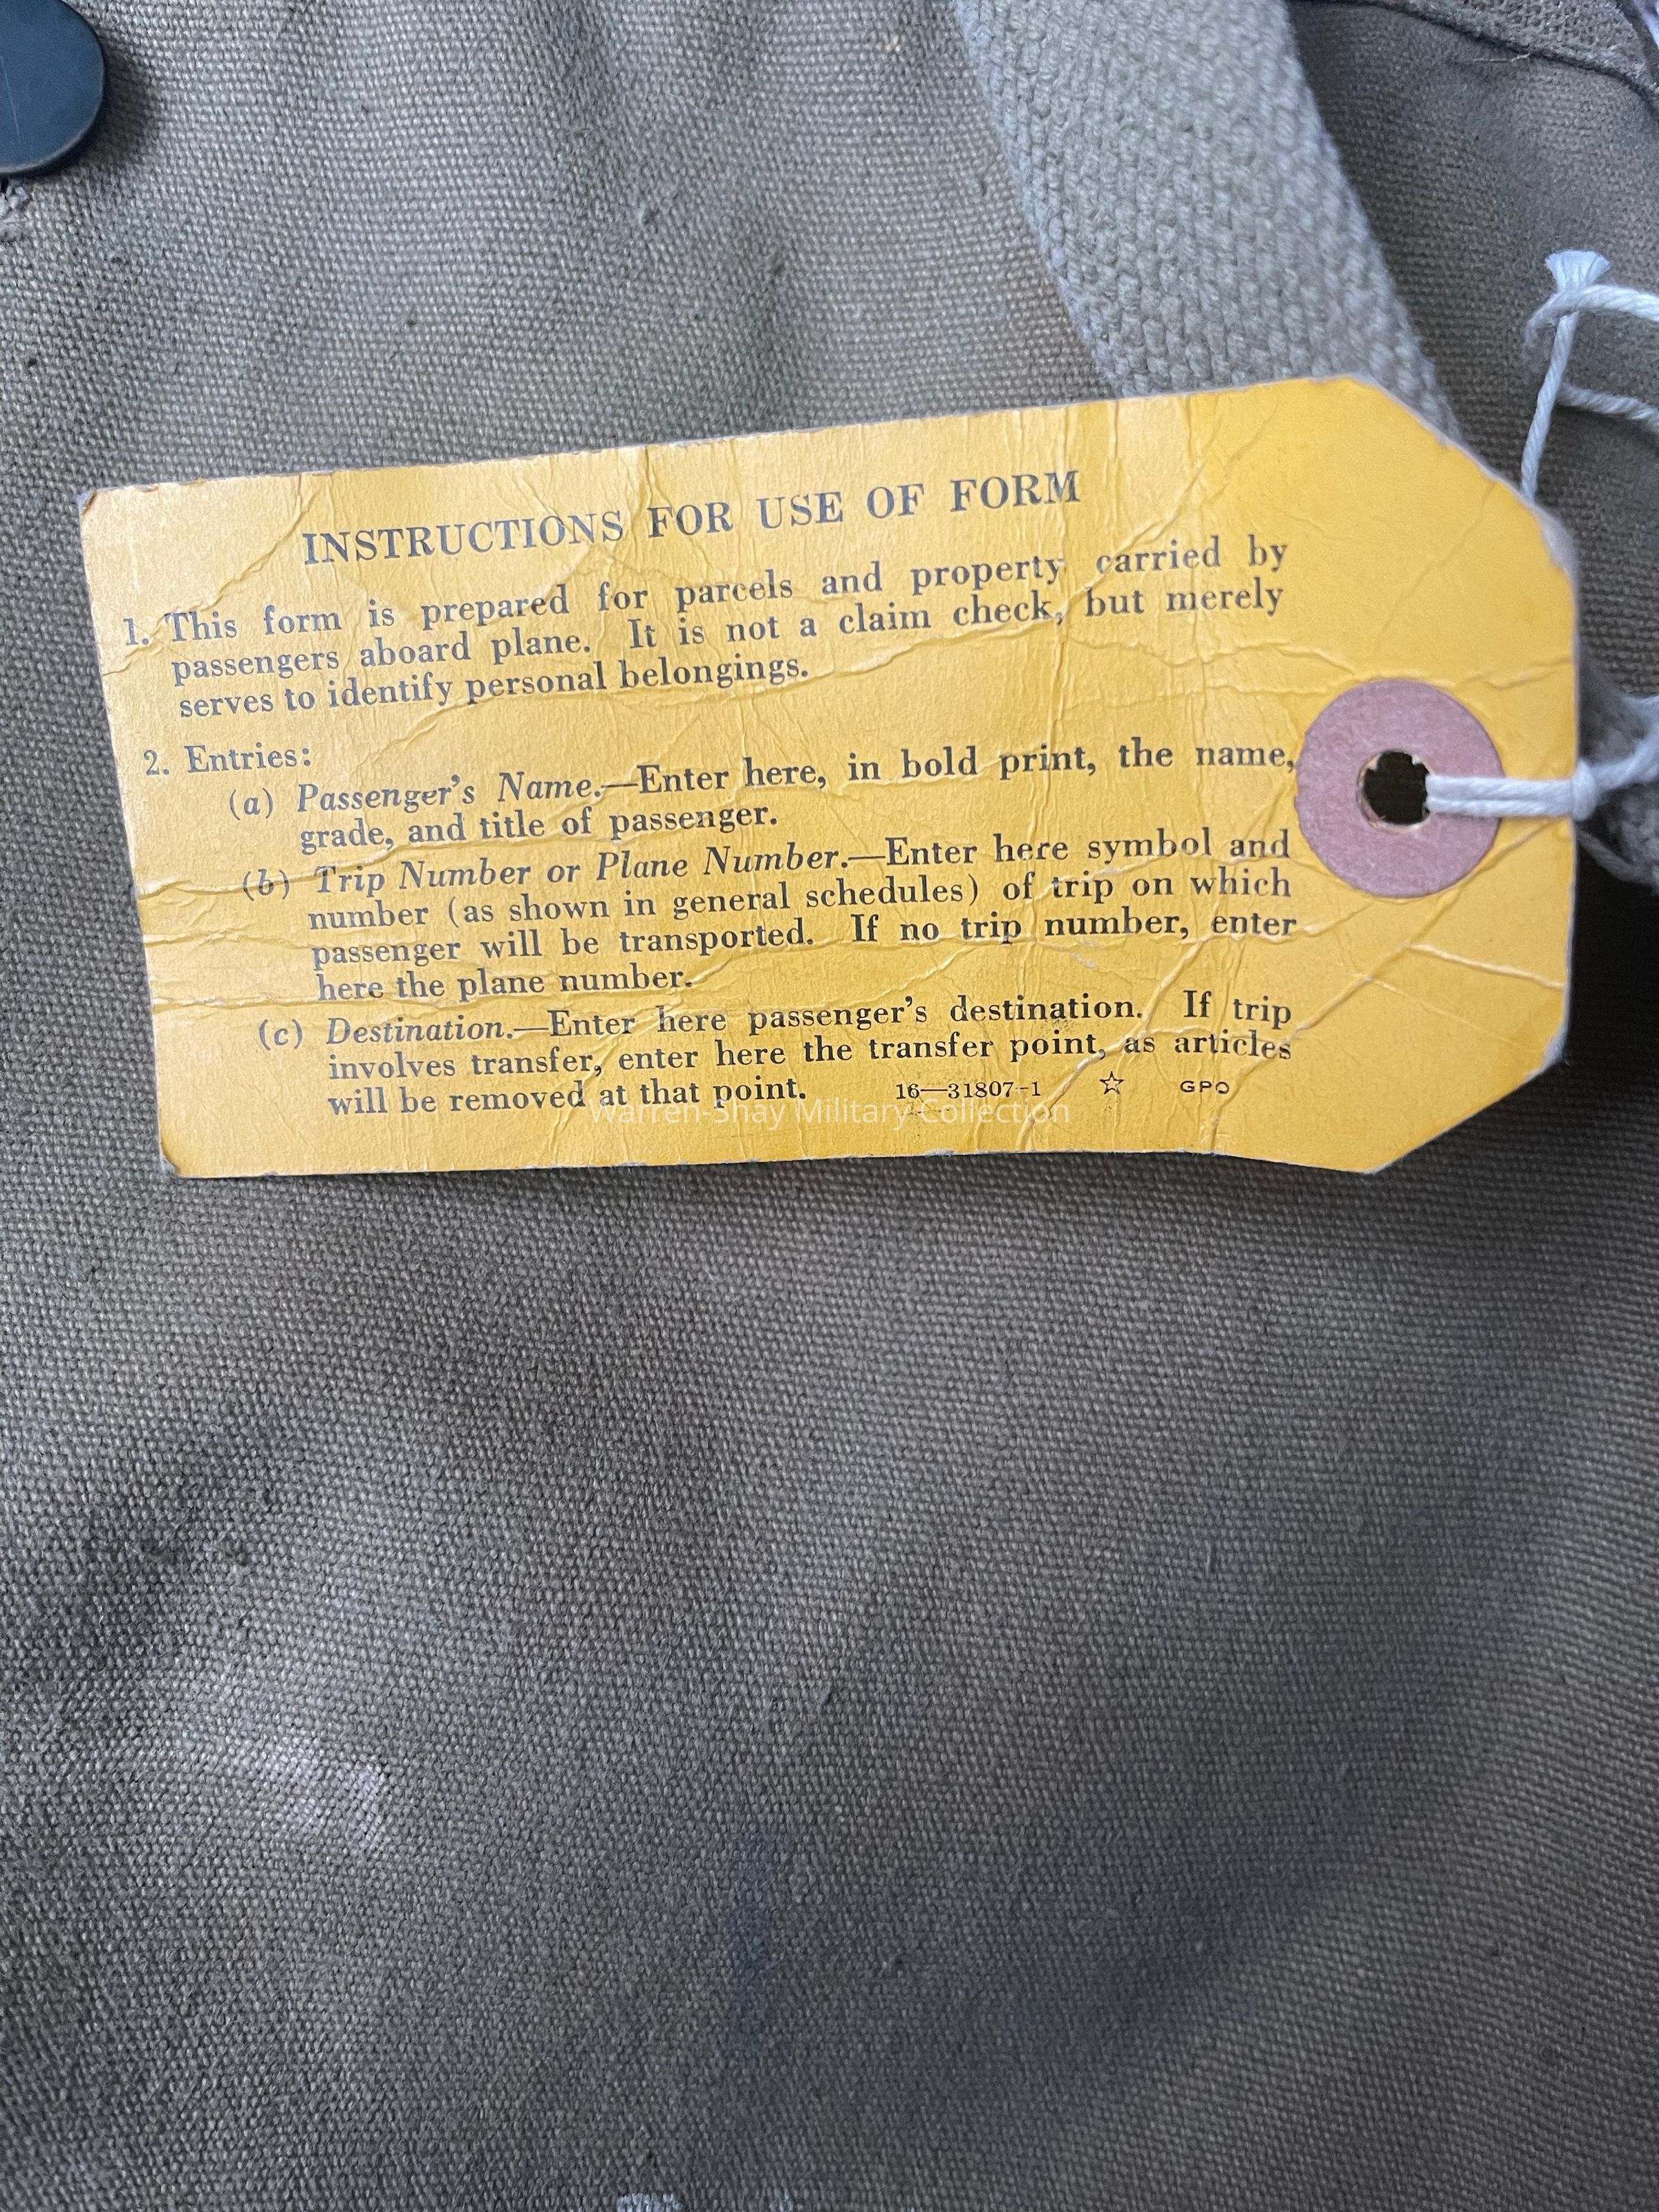 INSTRUCTIONS FOR USE OF FORM
1. This form is prepared for parcels and property carried by
passengers aboard plane. It is not a claim check, but merely
serves to identify personal belongings.
2. Entries:
(a) Passenger's Name.—Enter here, in bold print, the name,
grade, and title of passenger.
(b) Trip Number or Plane Number.—Enter here symbol and
number (as shown in general schedules) of trip on which
passenger will be transported. If no trip number, enter
here the plane number.
(c) Destination.—Enter here passenger's destination. If trip
involves transfer, enter here the transfer point, as articles
will be removed at that point. 16—31807-1 ☆ GPO
Warren-Shay Military Collection